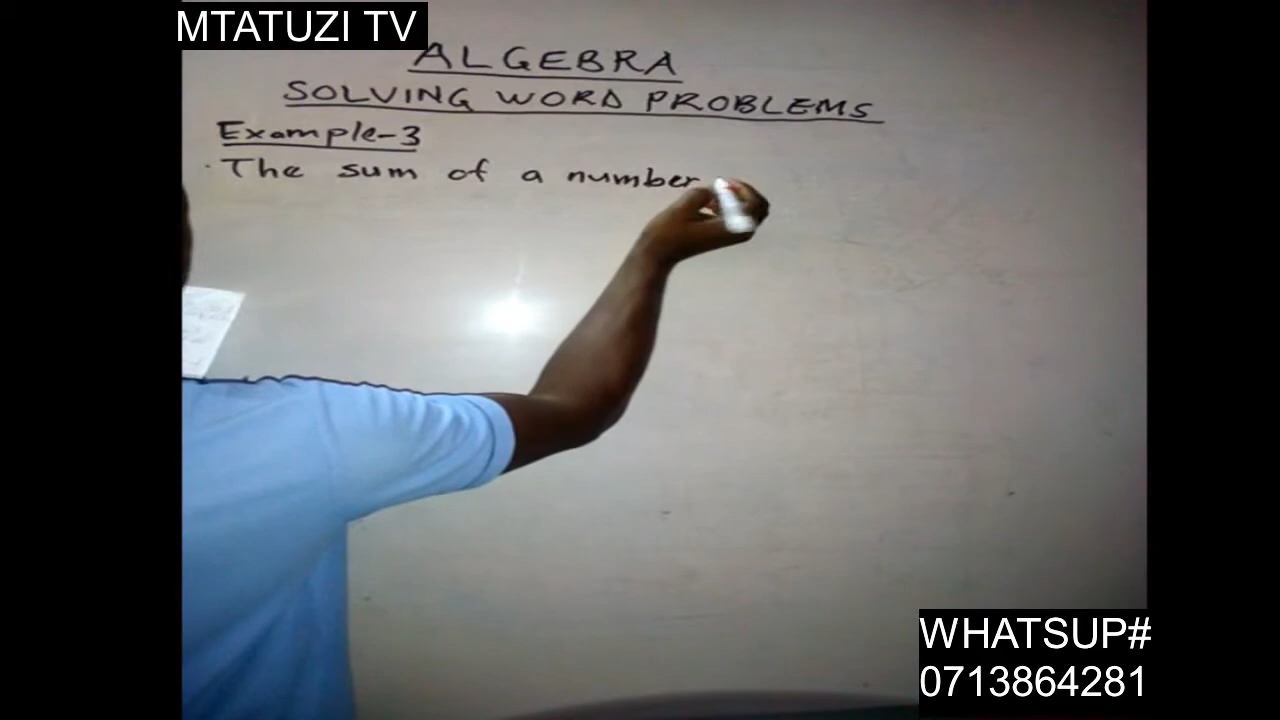 MTATUZI TV
ALGEBRA
SOLVING WORD PROBLEMS
Example-3
The sum of a number
WHATSUP#
0713864281